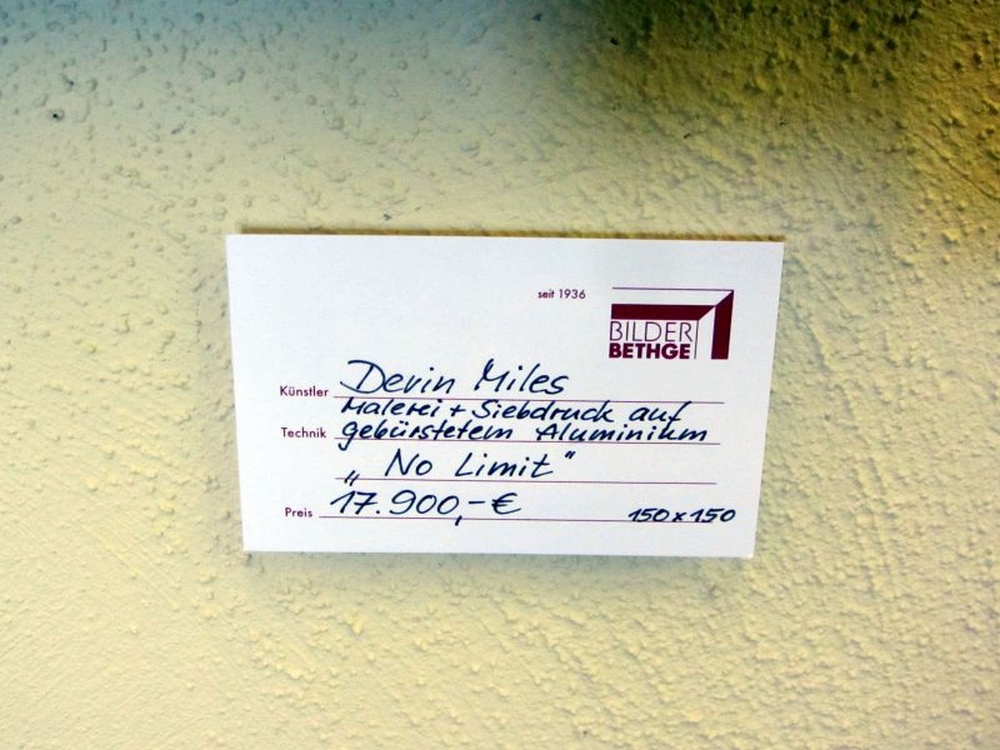 seit 1936
BILDER
BETHGE
Künstler Devin Miles
Malerei + Siebdruck auf
Technik gebürstetem Aluminium
„ No Limit“
Preis 17.900,-€ 150x150